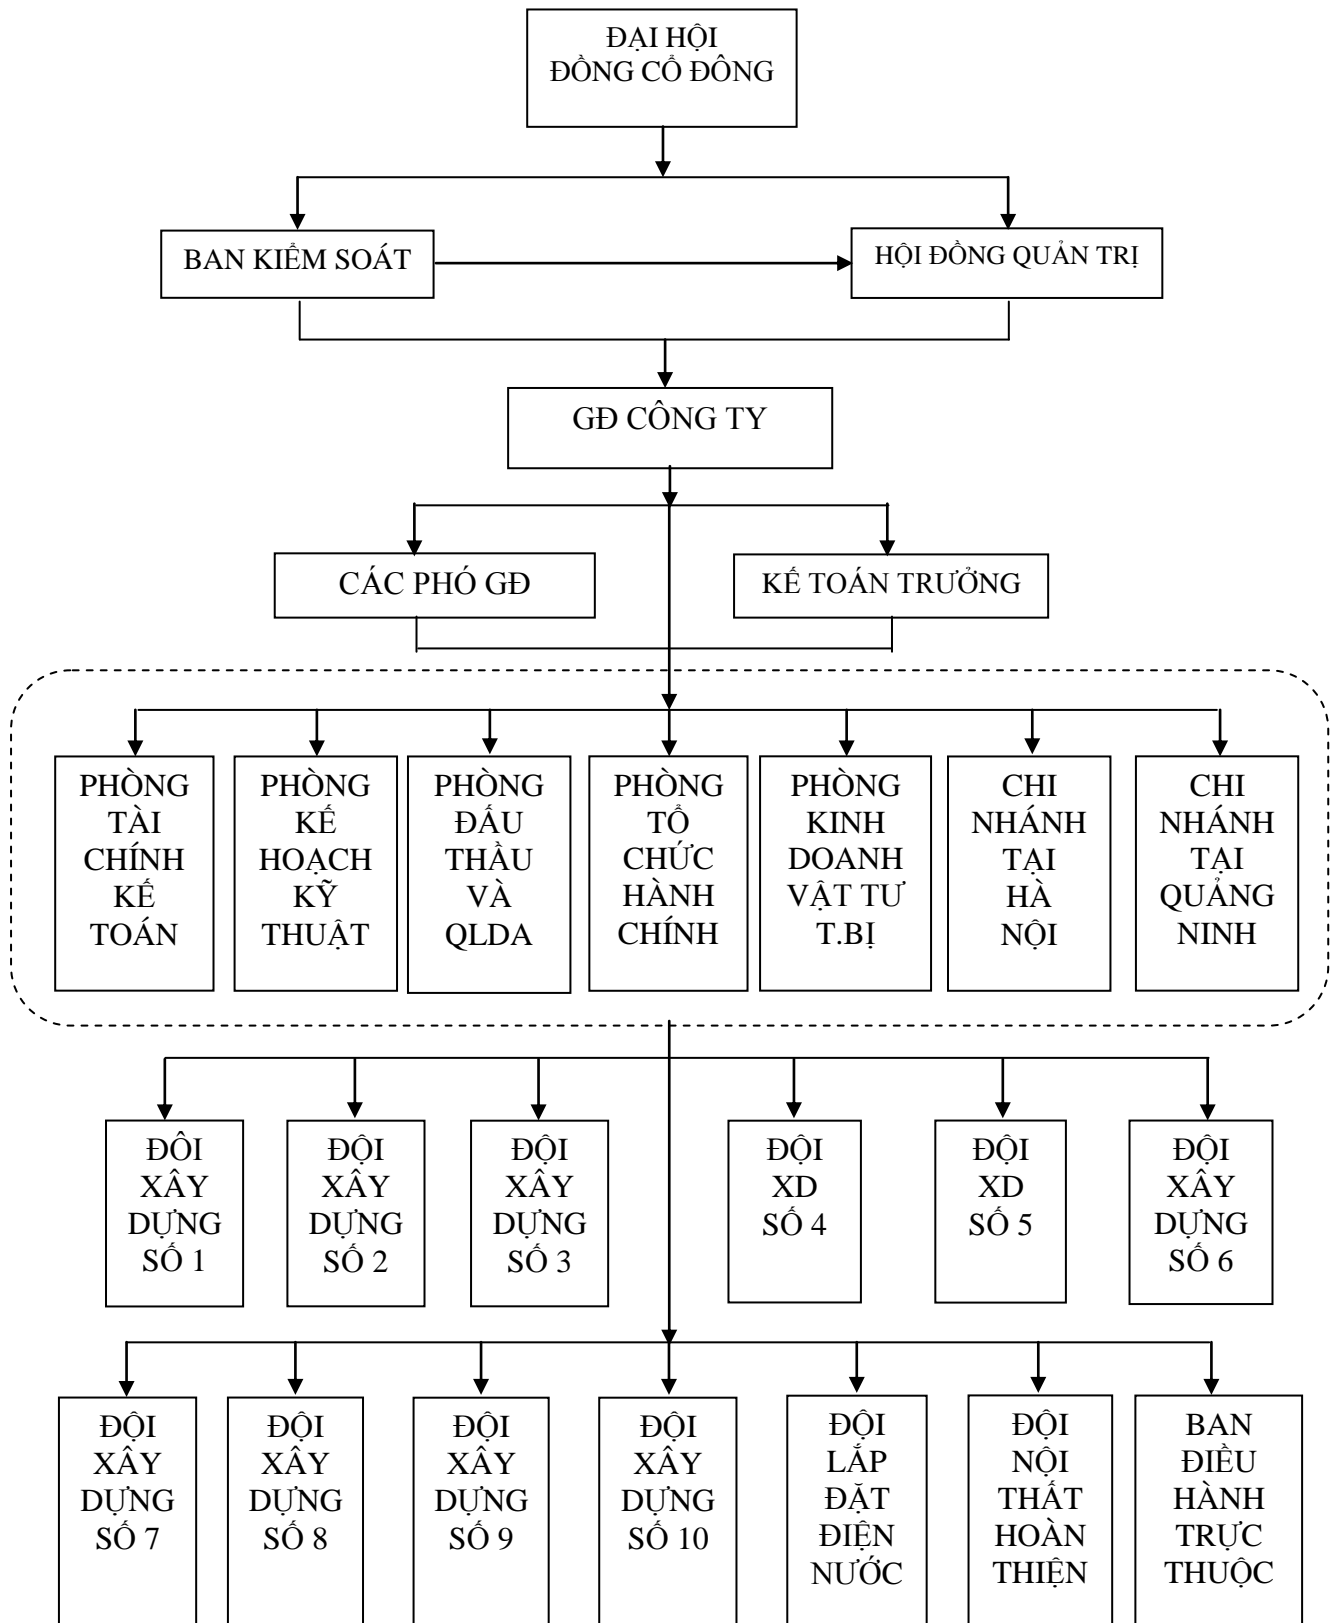 ĐẠI HỘI
ĐỒNG CỔ ĐÔNG
BAN KIỂM SOÁT
HỘI ĐỒNG QUẢN TRỊ
GĐ CÔNG TY
CÁC PHÓ GĐ
KẾ TOÁN TRƯỞNG
PHÒNG
TÀI
CHÍNH
KẾ
TOÁN
PHÒNG
KẾ
HOẠCH
KỸ
THUẬT
PHÒNG
ĐẤU
THẦU
VÀ
QLDA
PHÒNG
TỔ
CHỨC
HÀNH
CHÍNH
PHÒNG
KINH
DOANH
VẬT TƯ
T.BỊ
CHI
NHÁNH
TẠI
HÀ
NỘI
CHI
NHÁNH
TẠI
QUẢNG
NINH
ĐÔI
XÂY
DỰNG
SỐ 1
ĐỘI
XÂY
DỰNG
SỐ 2
ĐỘI
XÂY
DỰNG
SỐ 3
ĐỘI
XD
SỐ 4
ĐỘI
XD
SỐ 5
ĐỘI
XÂY
DỰNG
SỐ 6
ĐỘI
XÂY
DỰNG
SỐ 7
ĐỘI
XÂY
DỰNG
SỐ 8
ĐỘI
XÂY
DỰNG
SỐ 9
ĐỘI
XÂY
DỰNG
SỐ 10
ĐỘI
LẮP
ĐẶT
ĐIỆN
NƯỚC
ĐỘI
NỘI
THẤT
HOÀN
THIỆN
BAN
ĐIỀU
HÀNH
TRỰC
THUỘC